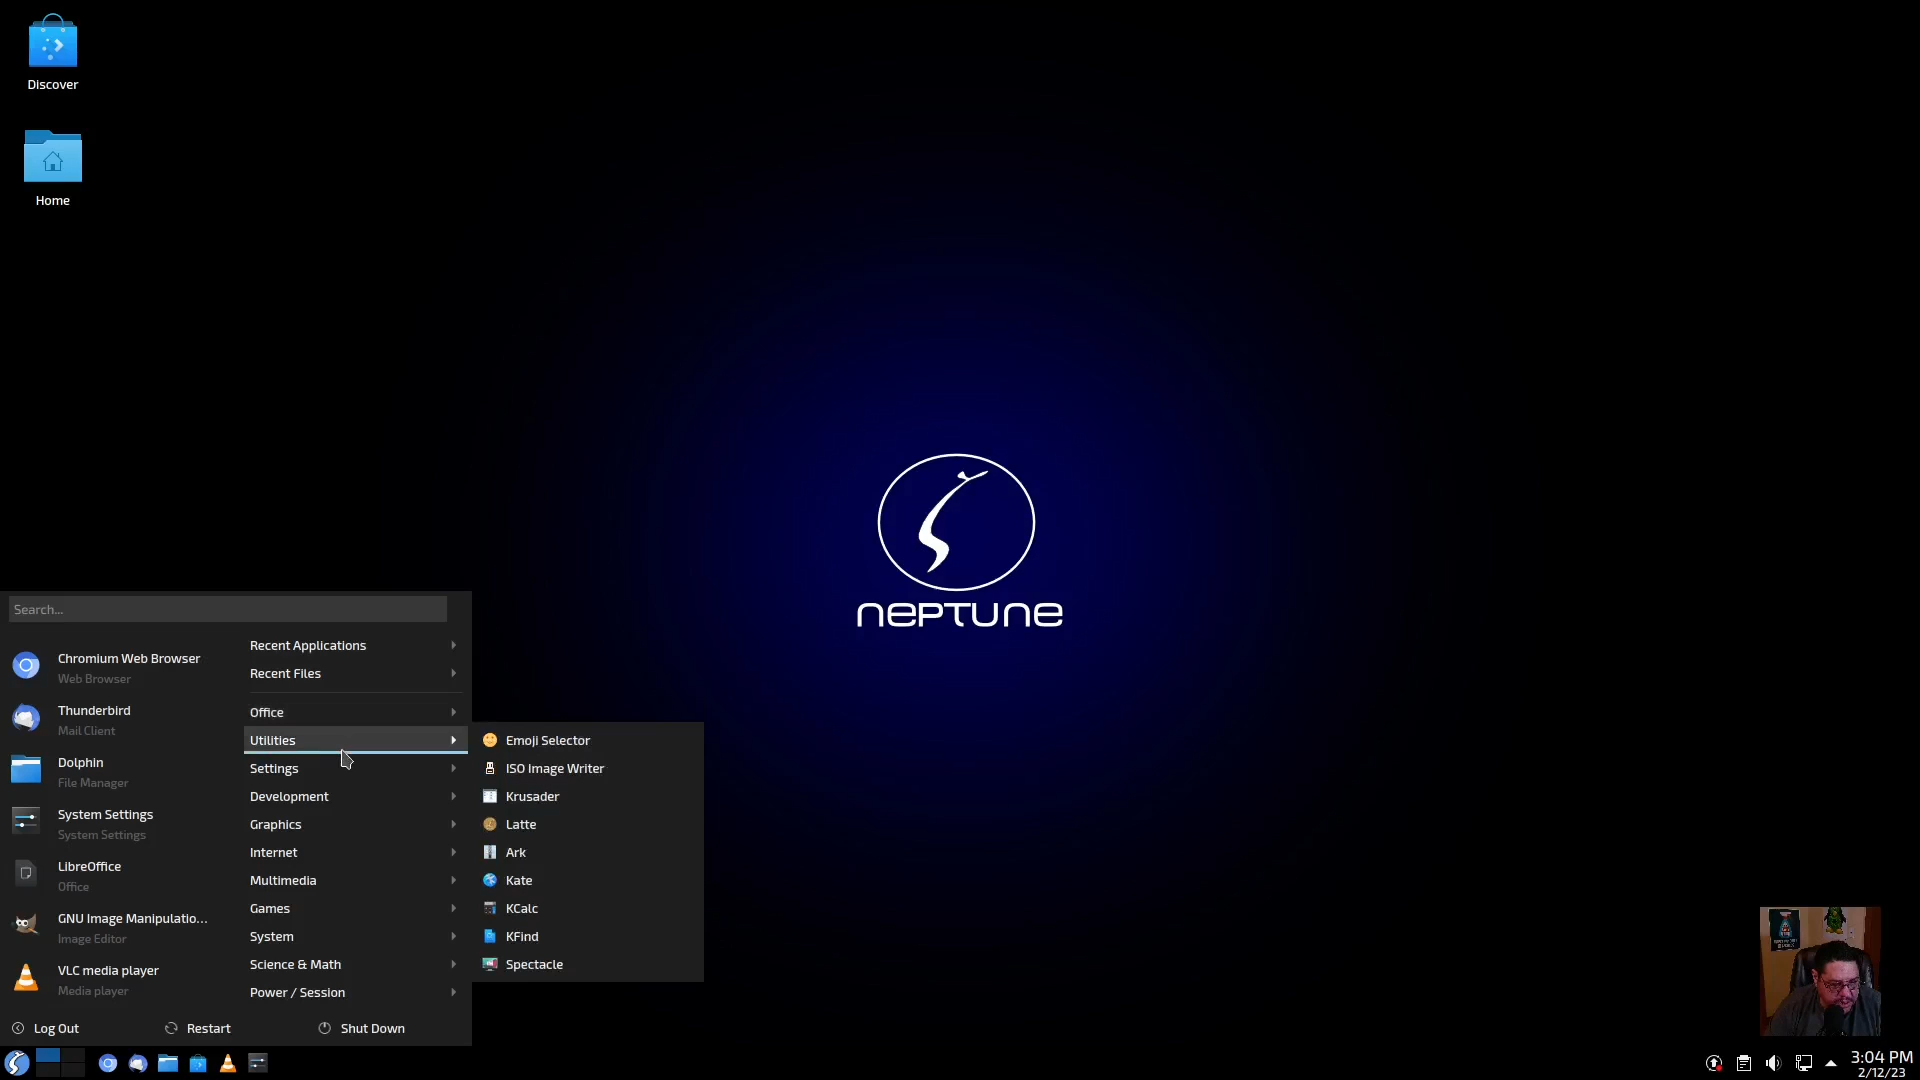 Discover
Home
NEPTUNE
Search...
Chromium Web Browser
Web Browser
Thunderbird
Mail Client
Dolphin
File Manager
System Settings
System Settings
LibreOffice
Office
GNU Image Manipulatio...
Image Editor
VLC media player
Media player
Recent Applications
Recent Files
Office
Utilities
Settings
Development
Graphics
Internet
Multimedia
Games
System
Science & Math
Power / Session
Emoji Selector
ISO Image Writer
Krusader
Latte
Ark
Kate
KCalc
KFind
Spectacle
Log Out
Restart
Shut Down
3:04 PM
2/12/23